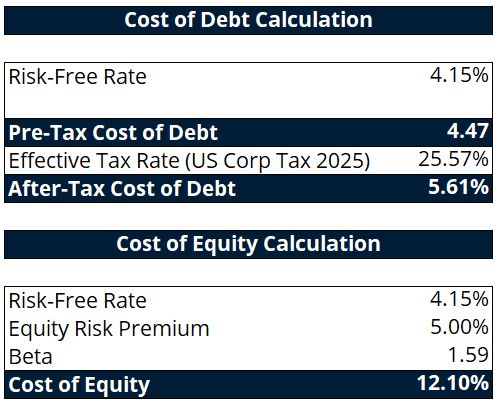 Cost of Debt Calculation
Risk-Free Rate 4.15%
Pre-Tax Cost of Debt 4.47
Effective Tax Rate (US Corp Tax 2025) 25.57%
After-Tax Cost of Debt 5.61%
Cost of Equity Calculation
Risk-Free Rate 4.15%
Equity Risk Premium 5.00%
Beta 1.59
Cost of Equity 12.10%